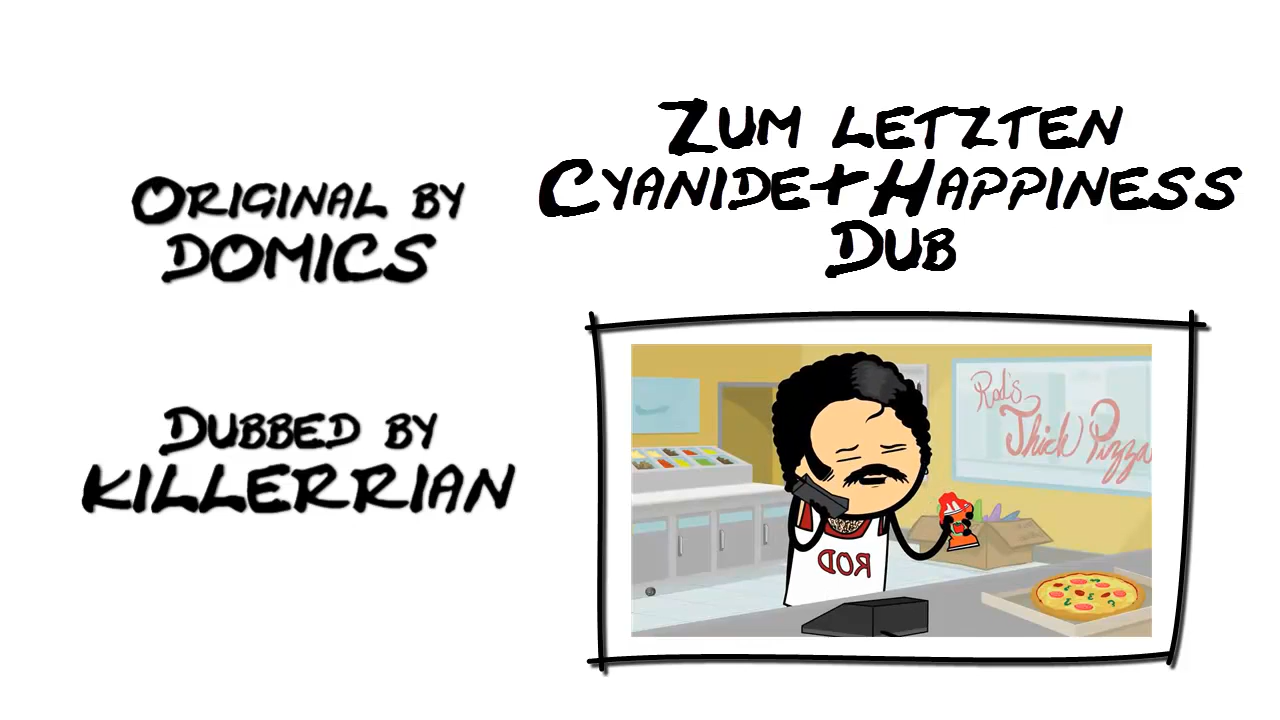 Original by
DOMICS
Dubbed by
KILLERRIAN
Zum letzten
Cyanide+Happiness
Dub
Rod's
Thick Pizza
ROD